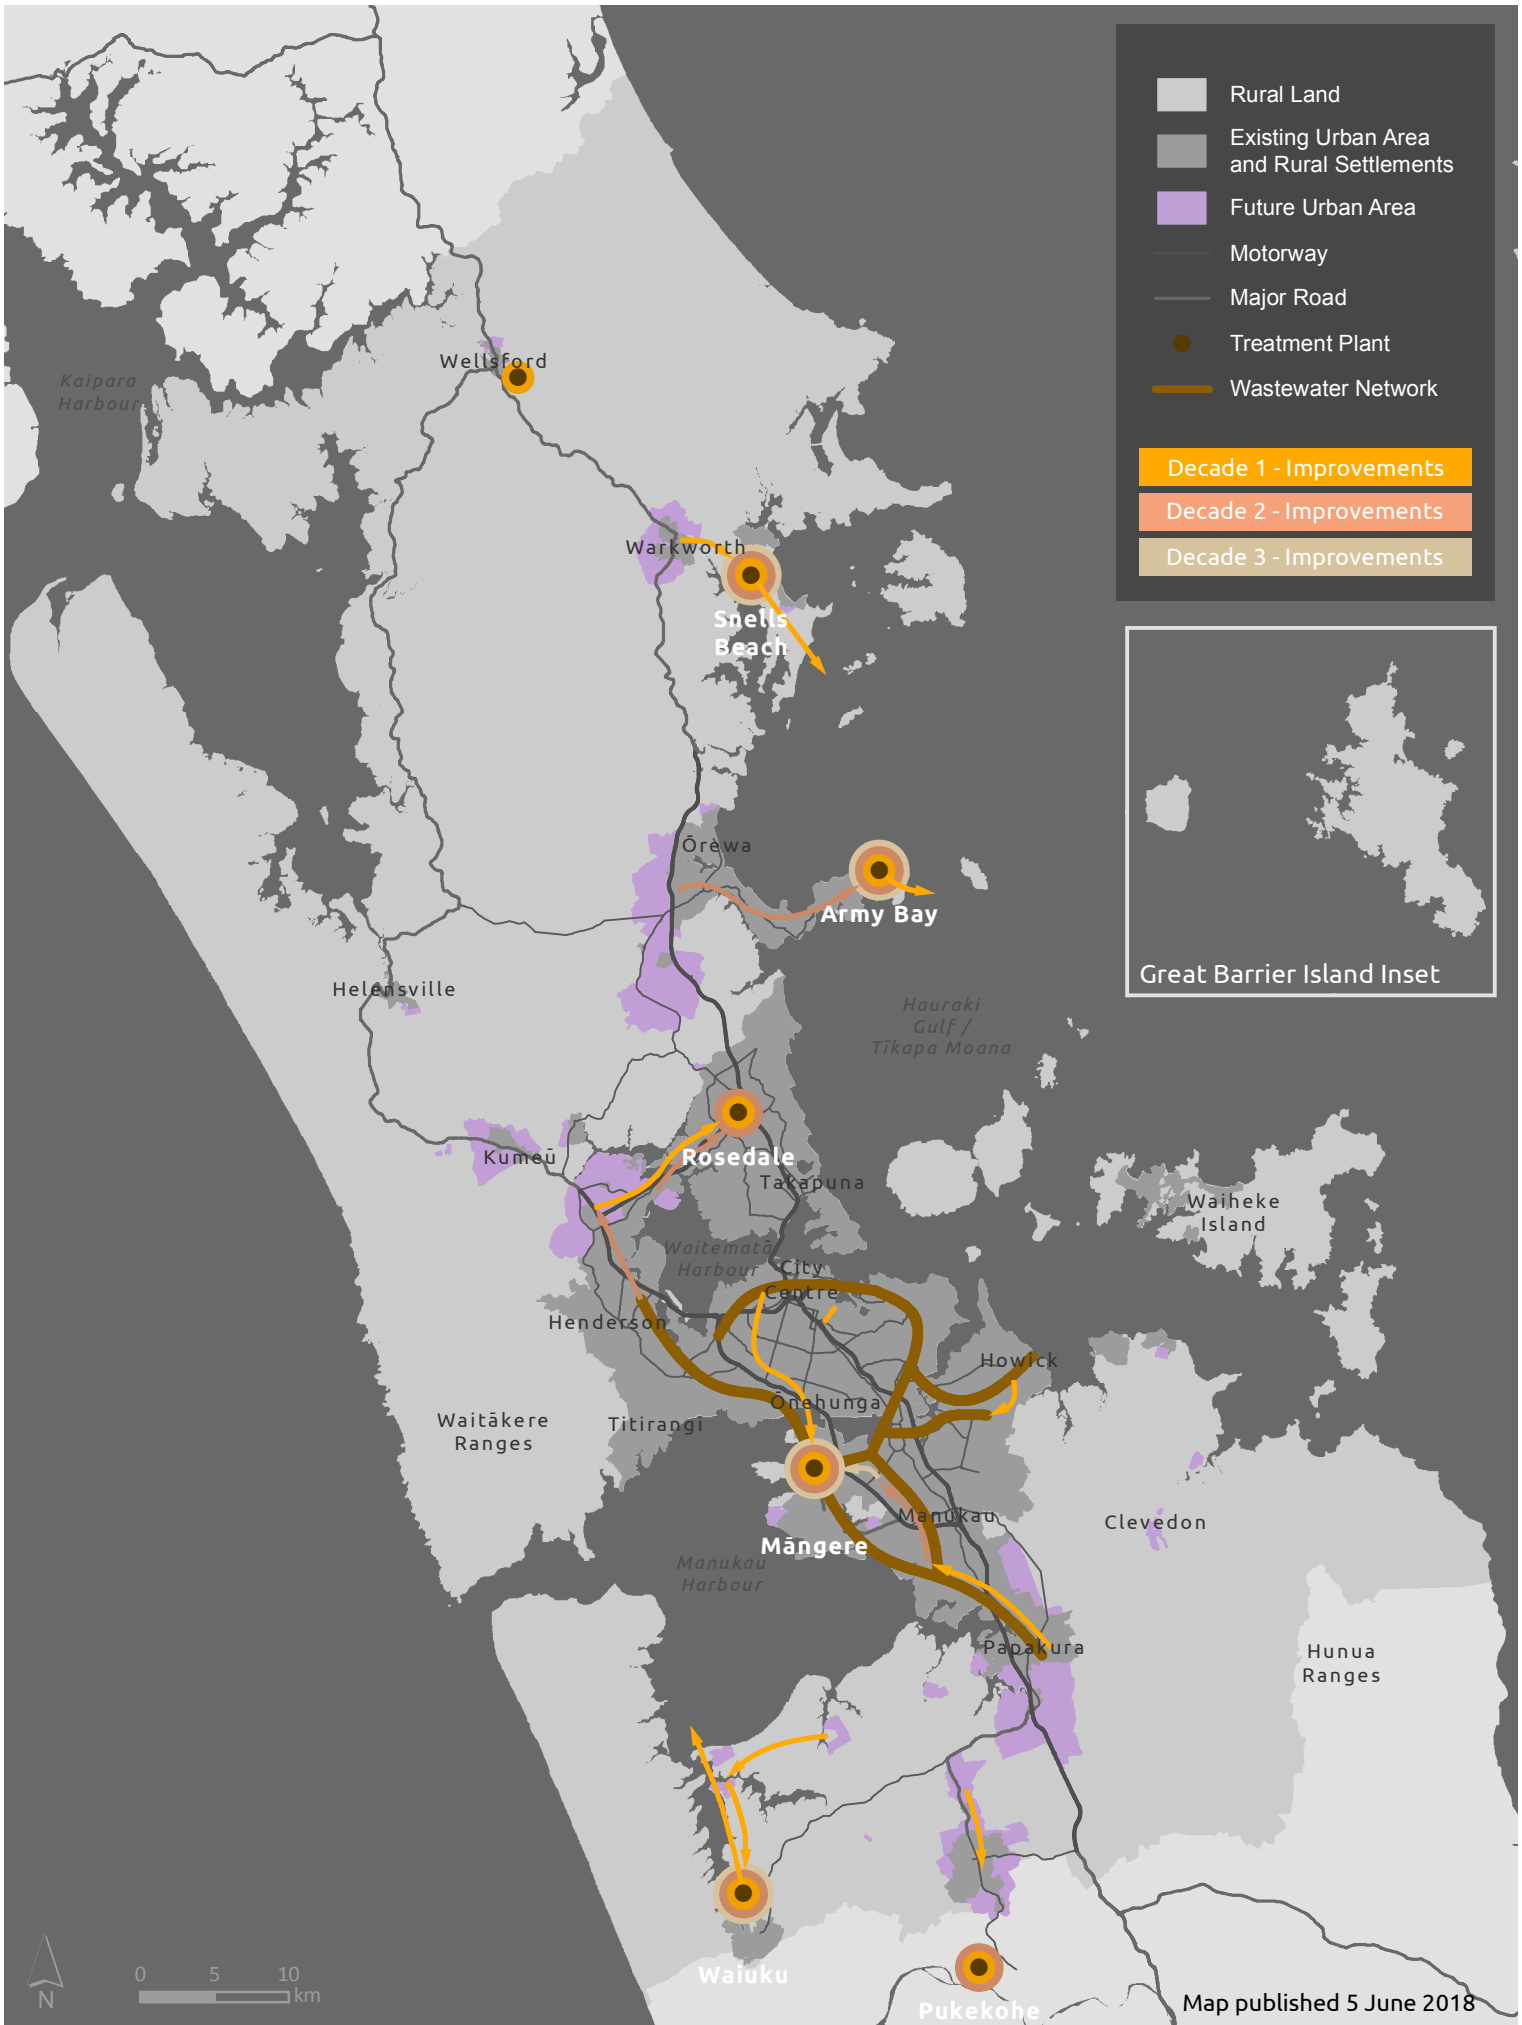 Rural Land
Existing Urban Area
and Rural Settlements
Future Urban Area
Motorway
Major Road
Treatment Plant
Wastewater Network
Decade 1 - Improvements
Decade 2 - Improvements
Decade 3 - Improvements
Wellsford
Kaipara
Harbour
Warkworth
Snells
Beach
Ōrewa
Army Bay
Great Barrier Island Inset
Helensville
Hauraki
Gulf /
Tīkapa Moana
Kumeū
Rosedale
Takapuna
Waiheke
Island
Waitematā
Harbour
City
Centre
Henderson
Howick
Ōnehunga
Waitākere
Ranges
Titirangi
Manukau
Clevedon
Māngere
Manukau
Harbour
Papakura
Hunua
Ranges
Waiuku
Pukekohe
N
0 5 10
km
Map published 5 June 2018